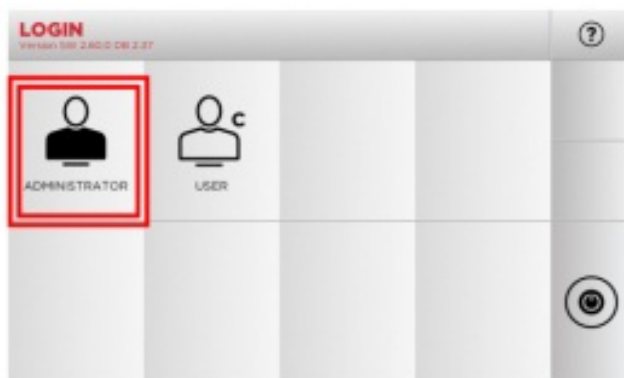 LOGIN
Version SW 2.60.0 DB 2.37
?
ADMINISTRATOR
C
USER